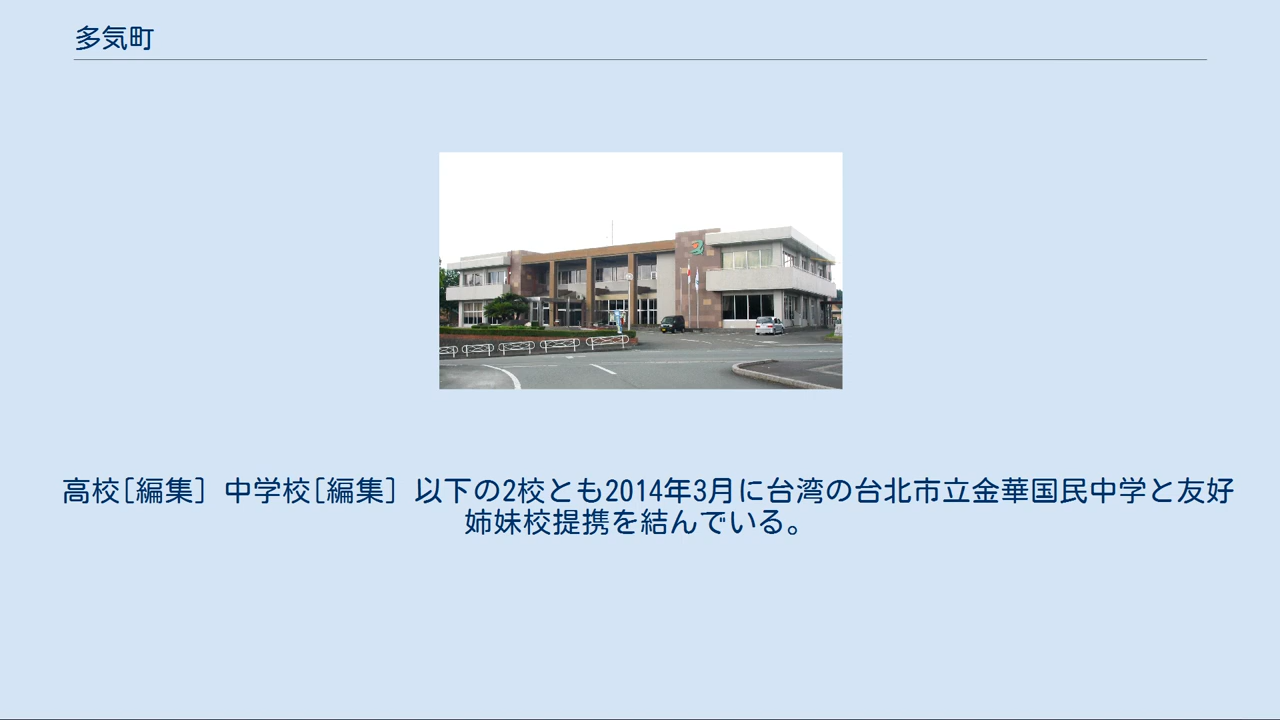 多気町
高校[編集] 中学校[編集] 以下の2校とも2014年3月に台湾の台北市立金華国民中学と友好
姉妹校提携を結んでいる。